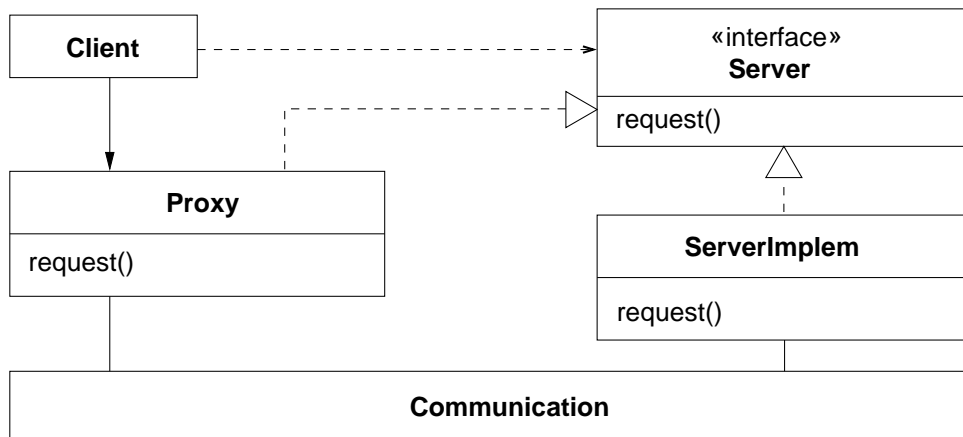 Client
«interface»
Server
request()
Proxy
request()
ServerImplem
request()
Communication